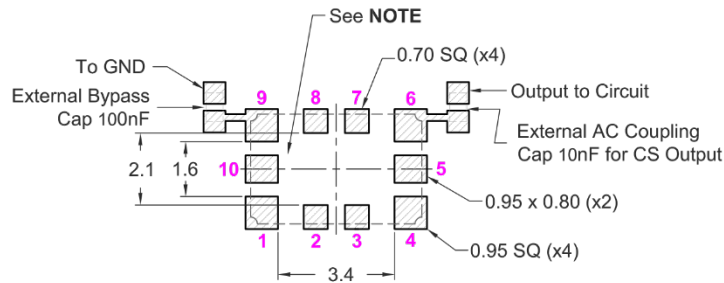 See NOTE
0.70 SQ (x4)
To GND
External Bypass
Cap 100nF
9
8
7
6
Output to Circuit
External AC Coupling
Cap 10nF for CS Output
2.1
1.6
10
5
0.95 x 0.80 (x2)
1
2
3
4
0.95 SQ (x4)
3.4